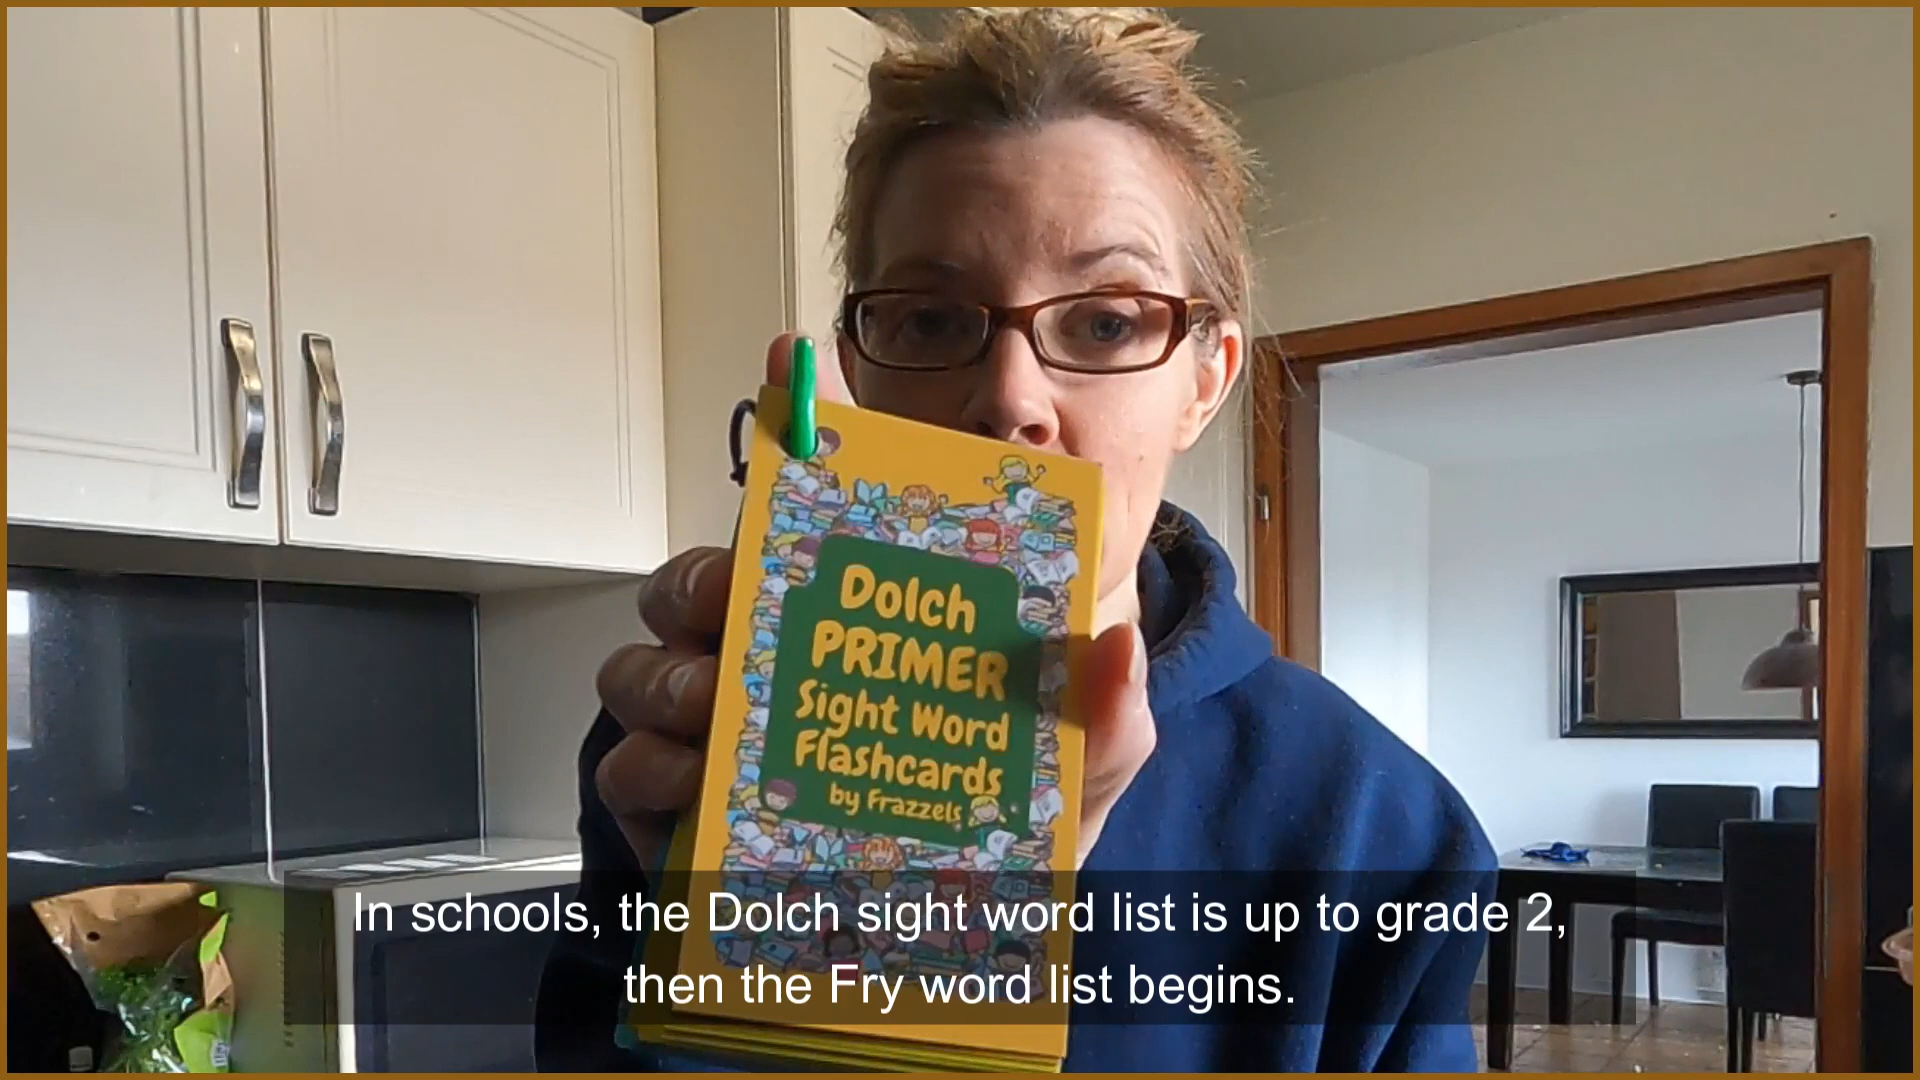 Dolch
PRIMER
Sight Word
Flashcards
by Frazzels
In schools, the Dolch sight word list is up to grade 2,
then the Fry word list begins.